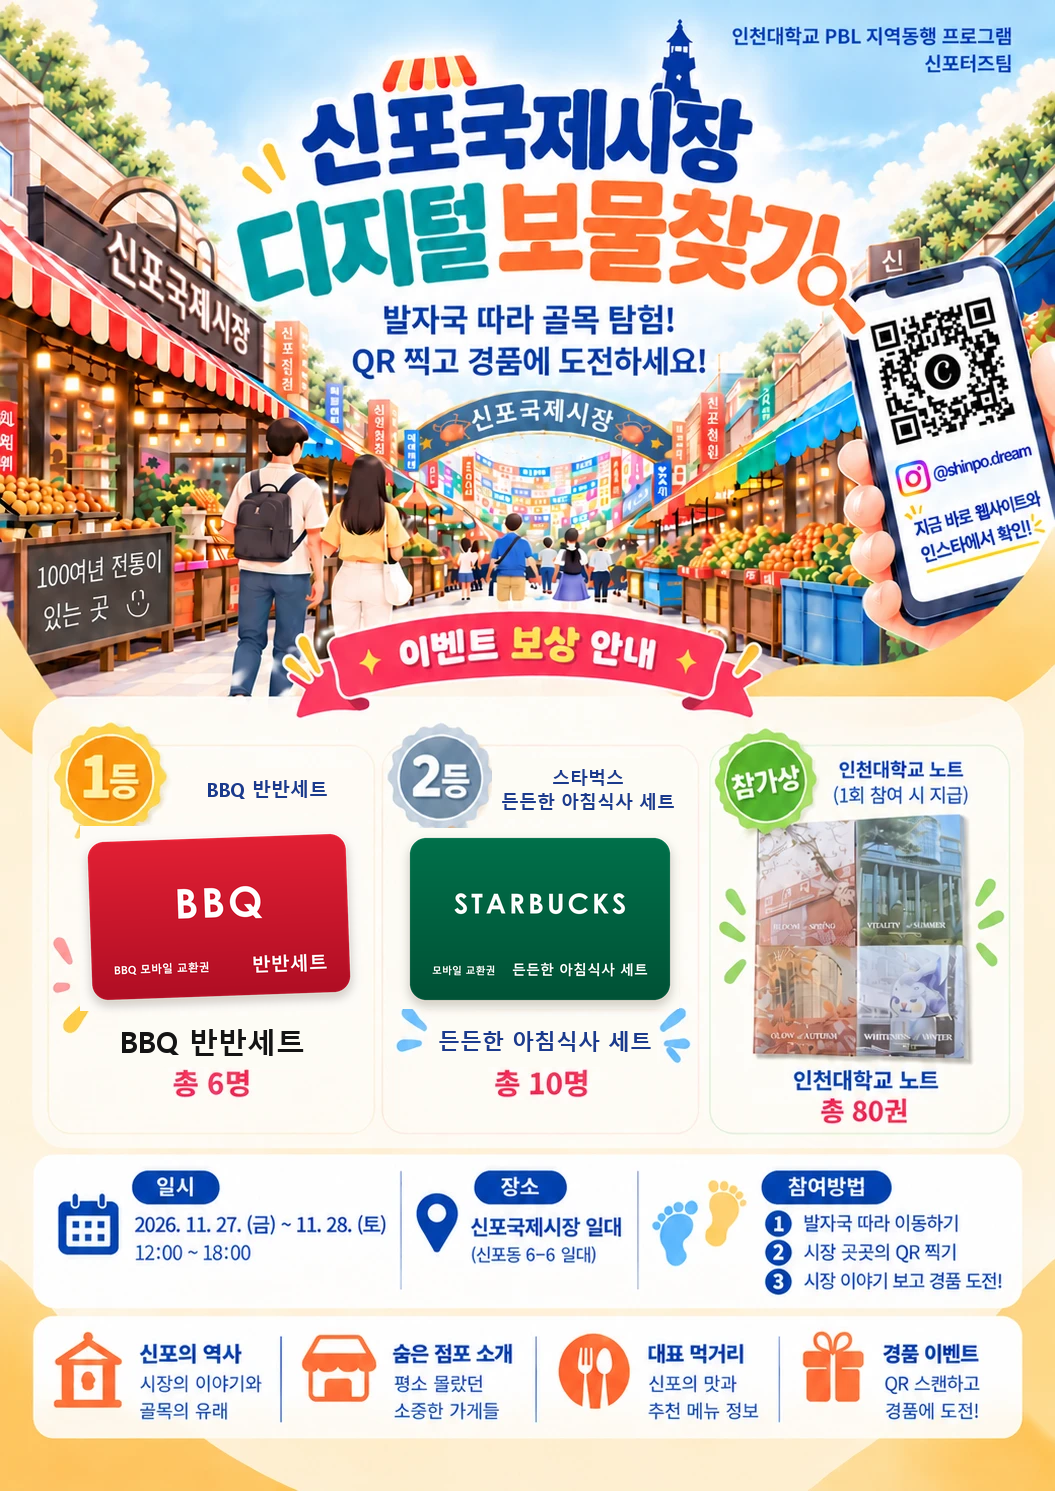 인천대학교 PBL 지역동행 프로그램
신포터즈팀
신포국제시장
디지털 보물찾기
발자국 따라 골목 탐험!
QR 찍고 경품에 도전하세요!
신포국제시장
신포국제시장
신
@shinpo.dream
지금 바로 웹사이트와
인스타에서 확인!
100여년 전통이
있는 곳
이벤트 보상 안내
1등
BBQ 반반세트
BBQ
BBQ 모바일 교환권 반반세트
BBQ 반반세트
총 6명
2등
스타벅스
든든한 아침식사 세트
STARBUCKS
모바일 교환권 든든한 아침식사 세트
든든한 아침식사 세트
총 10명
참가상
인천대학교 노트
(1회 참여 시 지급)
VITALITY of SUMMER
GLOW of AUTUMN
WHITENESS of WINTER
인천대학교 노트
총 80권
일시
2026. 11. 27. (금) ~ 11. 28. (토)
12:00 ~ 18:00
장소
신포국제시장 일대
(신포동 6-6 일대)
참여방법
1 발자국 따라 이동하기
2 시장 곳곳의 QR 찍기
3 시장 이야기 보고 경품 도전!
신포의 역사
시장의 이야기와
골목의 유래
숨은 점포 소개
평소 몰랐던
소중한 가게들
대표 먹거리
신포의 맛과
추천 메뉴 정보
경품 이벤트
QR 스캔하고
경품에 도전!